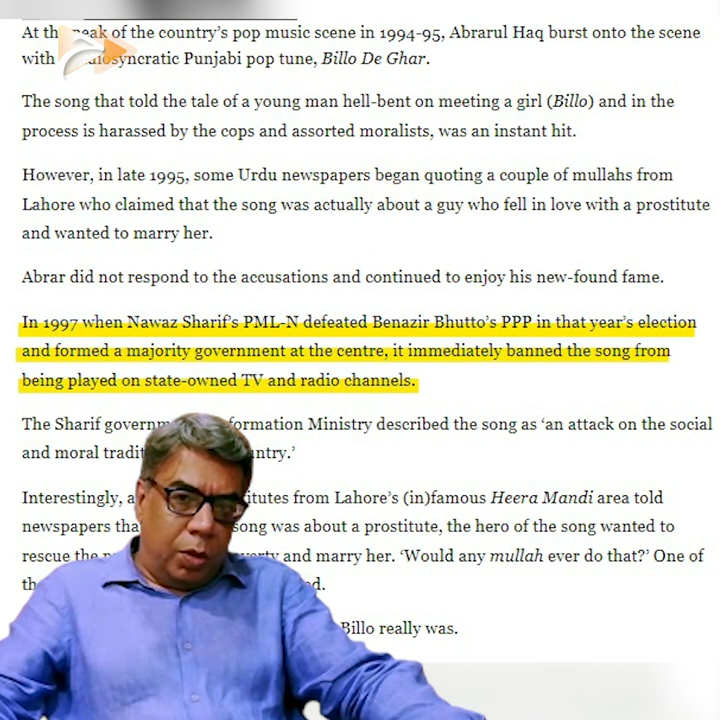 At the peak of the country's pop music scene in 1994-95, Abrarul Haq burst onto the scene
with idiosyncratic Punjabi pop tune, Billo De Ghar.
The song that told the tale of a young man hell-bent on meeting a girl (Billo) and in the
process is harassed by the cops and assorted moralists, was an instant hit.
However, in late 1995, some Urdu newspapers began quoting a couple of mullahs from
Lahore who claimed that the song was actually about a guy who fell in love with a prostitute
and wanted to marry her.
Abrar did not respond to the accusations and continued to enjoy his new-found fame.
In 1997 when Nawaz Sharif's PML-N defeated Benazir Bhutto's PPP in that year's election
and formed a majority government at the centre, it immediately banned the song from
being played on state-owned TV and radio channels.
The Sharif formation Ministry described the song as 'an attack on the social
and moral ntry.'
Interestingly, itutes from Lahore's (in)famous Heera Mandi area told
newspapers song was about a prostitute, the hero of the song wanted to
rescue the and marry her. 'Would any mullah ever do that?' One of
Billo really was.